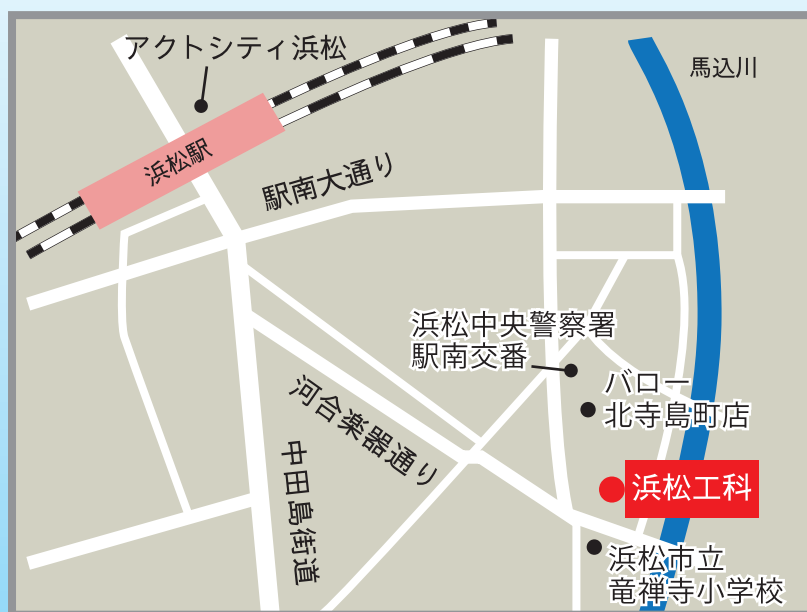 アクトシティ浜松
馬込川
浜松駅
駅南大通り
浜松中央警察署
駅南交番
バロー
北寺島町店
河合楽器通り
中田島街道
浜松工科
浜松市立
竜禅寺小学校